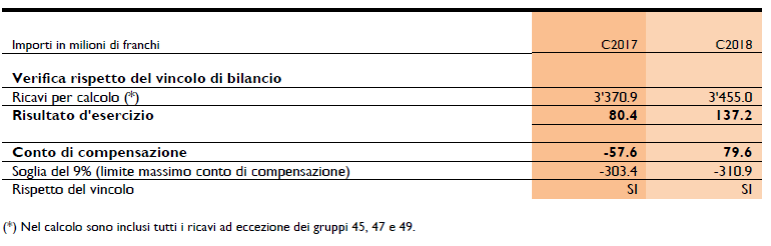 Importi in milioni di franchi C2017 C2018
Verifica rispetto del vincolo di bilancio
Ricavi per calcolo (*) 3'370.9 3'455.0
Risultato d'esercizio 80.4 137.2
Conto di compensazione -57.6 79.6
Soglia del 9% (limite massimo conto di compensazione) -303.4 -310.9
Rispetto del vincolo SI SI
(*) Nel calcolo sono inclusi tutti i ricavi ad eccezione dei gruppi 45, 47 e 49.